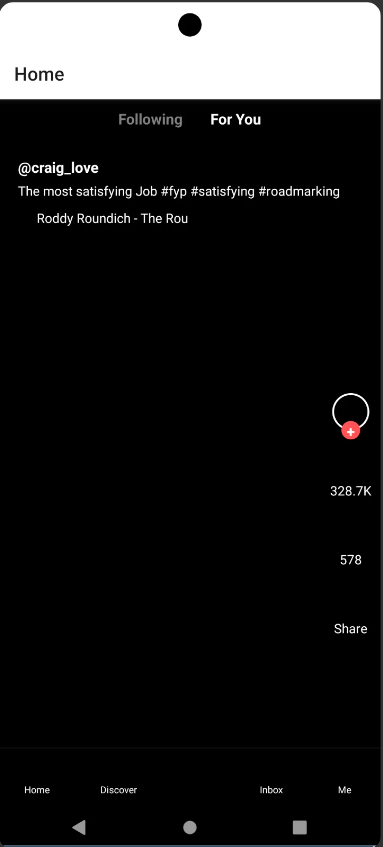 Home
Following For You
@craig_love
The most satisfying Job #fyp #satisfying #roadmarking
Roddy Roundich - The Rou
328.7K
578
Share
Home Discover Inbox Me